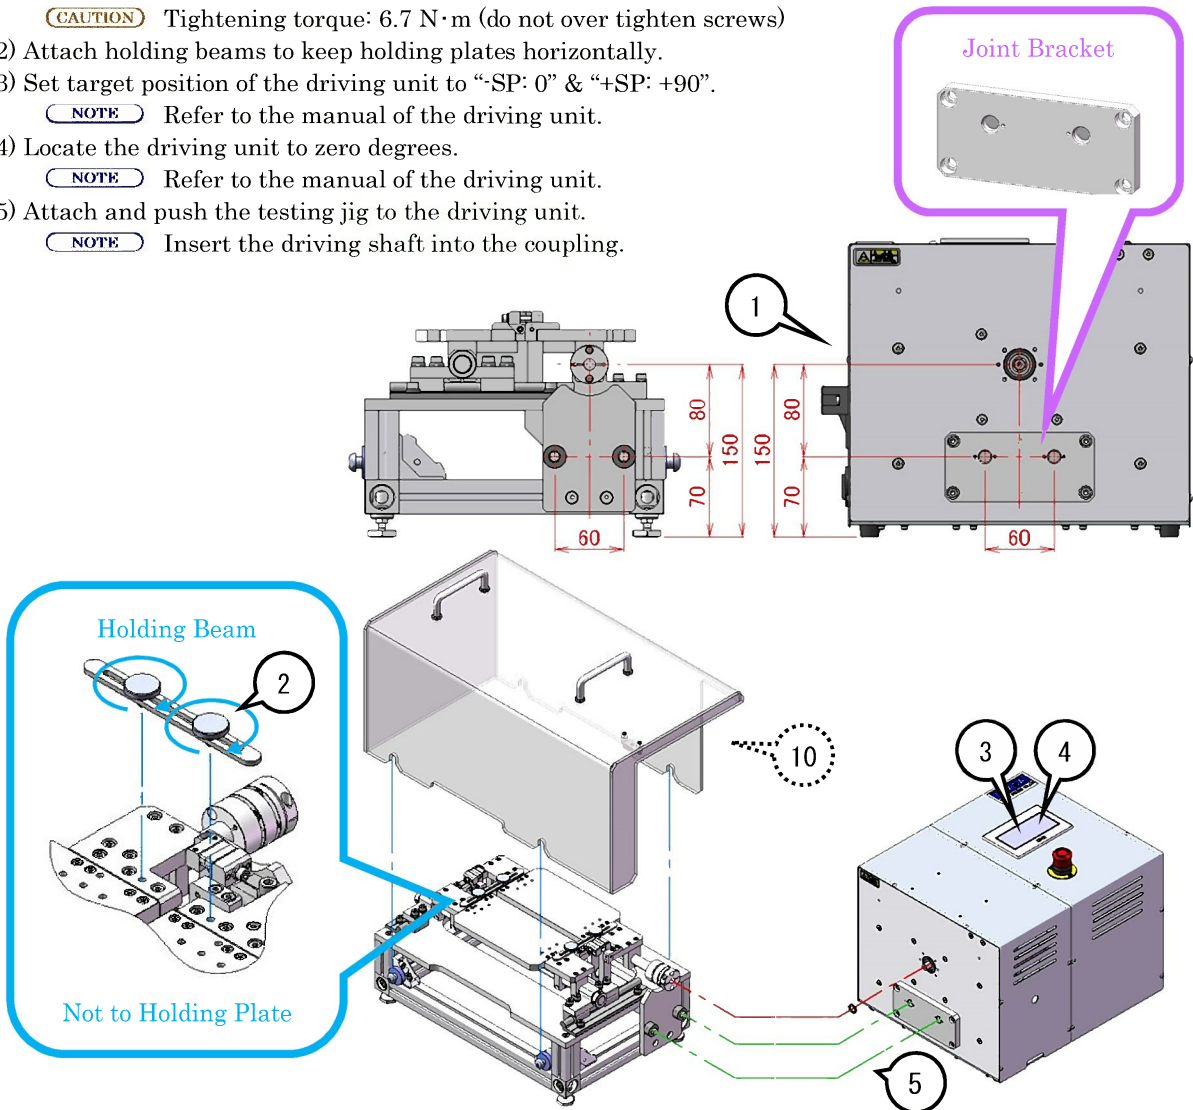 CAUTION Tightening torque: 6.7 N·m (do not over tighten screws)
2) Attach holding beams to keep holding plates horizontally.
3) Set target position of the driving unit to “-SP: 0” & “+SP: +90”.
NOTE Refer to the manual of the driving unit.
4) Locate the driving unit to zero degrees.
NOTE Refer to the manual of the driving unit.
5) Attach and push the testing jig to the driving unit.
NOTE Insert the driving shaft into the coupling.
Joint Bracket
1
80
150
70
60
150
80
70
60
Holding Beam
2
Not to Holding Plate
10
3
4
5